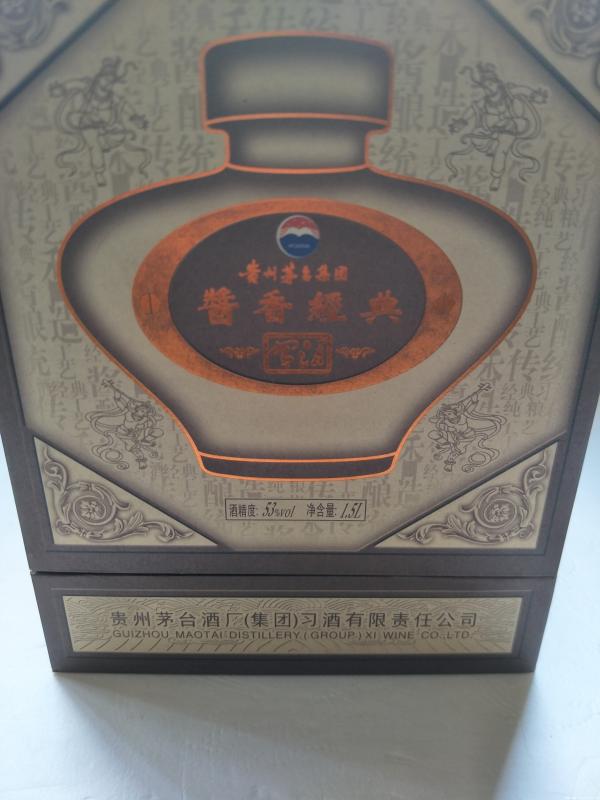 贵州茅台集团
醬香經典
习酒
酒精度: 53%vol 净含量: 1.5L
贵州茅台酒厂(集团)习酒有限责任公司
GUIZHOU MAOTAI DISTILLERY (GROUP) XI WINE CO.,LTD.